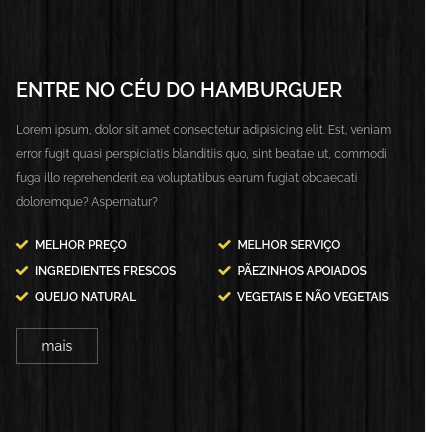 ENTRE NO CÉU DO HAMBURGUER
Lorem ipsum, dolor sit amet consectetur adipisicing elit. Est, veniam
error fugit quasi perspiciatis blanditiis quo, sint beatae ut, commodi
fuga illo reprehenderit ea voluptatibus earum fugiat obcaecati
doloremque? Aspernatur?
MELHOR PREÇO
MELHOR SERVIÇO
INGREDIENTES FRESCOS
PÃEZINHOS APOIADOS
QUEIJO NATURAL
VEGETAIS E NÃO VEGETAIS
mais